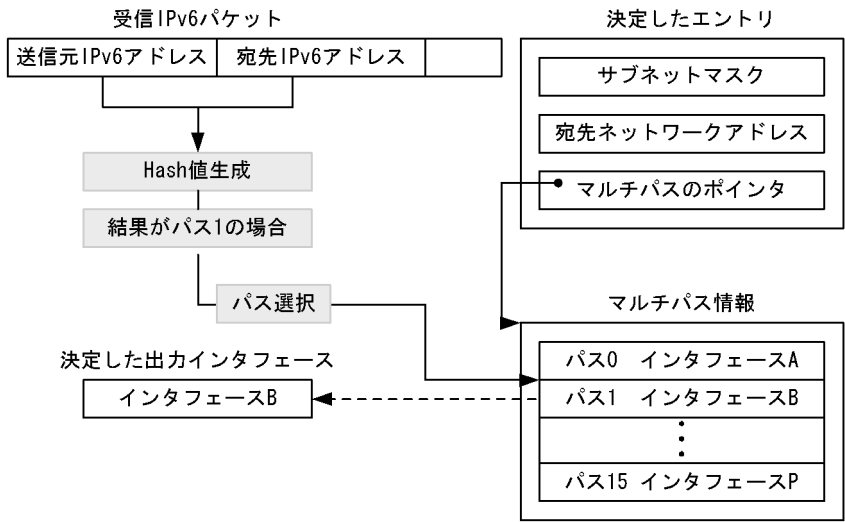 受信IPv6パケット
送信元IPv6アドレス 宛先IPv6アドレス
Hash値生成
結果がパス1の場合
パス選択
決定した出力インタフェース
インタフェースB
決定したエントリ
サブネットマスク
宛先ネットワークアドレス
マルチパスのポインタ
マルチパス情報
パス0 インタフェースA
パス1 インタフェースB
パス15 インタフェースP